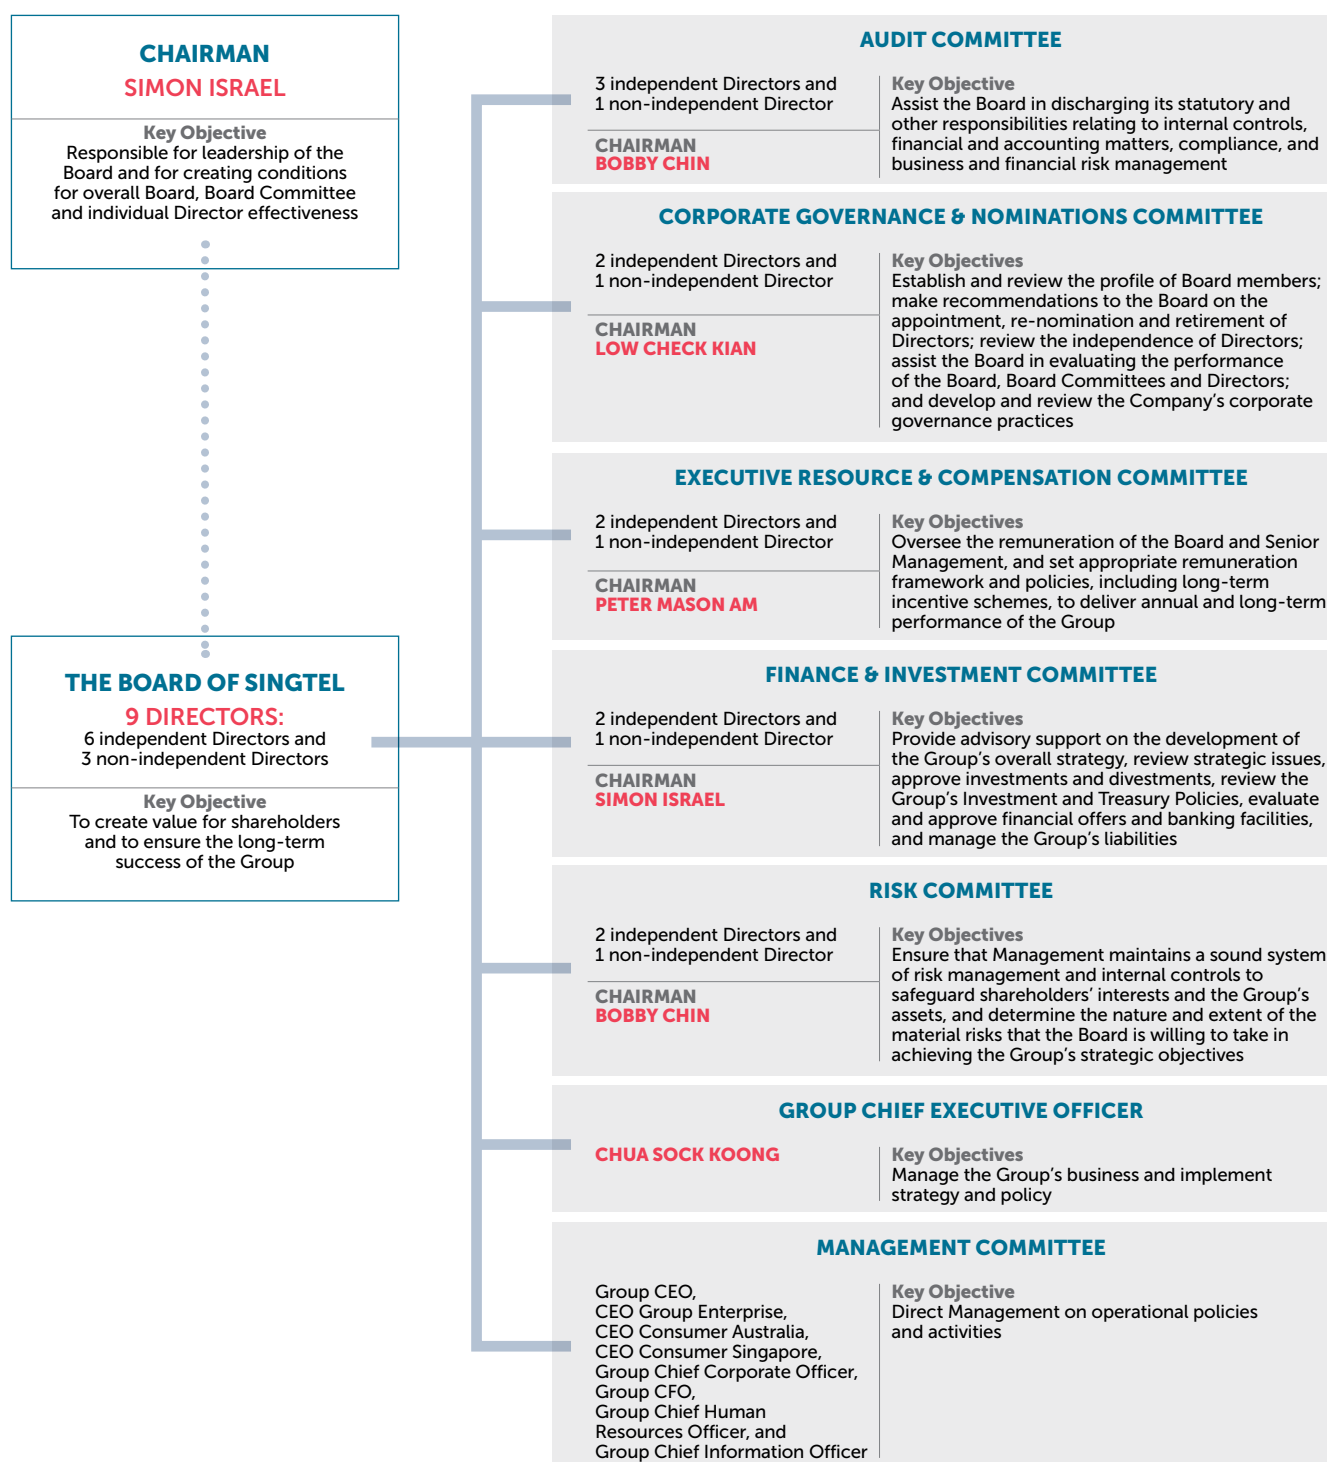 CHAIRMAN
SIMON ISRAEL
Key Objective
Responsible for leadership of the
Board and for creating conditions
for overall Board, Board Committee
and individual Director effectiveness
THE BOARD OF SINGTEL
9 DIRECTORS:
6 independent Directors and
3 non-independent Directors
Key Objective
To create value for shareholders
and to ensure the long-term
success of the Group
AUDIT COMMITTEE
3 independent Directors and
1 non-independent Director
CHAIRMAN
BOBBY CHIN
Key Objective
Assist the Board in discharging its statutory and
other responsibilities relating to internal controls,
financial and accounting matters, compliance, and
business and financial risk management
CORPORATE GOVERNANCE & NOMINATIONS COMMITTEE
2 independent Directors and
1 non-independent Director
CHAIRMAN
LOW CHECK KIAN
Key Objectives
Establish and review the profile of Board members;
make recommendations to the Board on the
appointment, re-nomination and retirement of
Directors; review the independence of Directors;
assist the Board in evaluating the performance
of the Board, Board Committees and Directors;
and develop and review the Company's corporate
governance practices
EXECUTIVE RESOURCE & COMPENSATION COMMITTEE
2 independent Directors and
1 non-independent Director
CHAIRMAN
PETER MASON AM
Key Objectives
Oversee the remuneration of the Board and Senior
Management, and set appropriate remuneration
framework and policies, including long-term
incentive schemes, to deliver annual and long-term
performance of the Group
FINANCE & INVESTMENT COMMITTEE
2 independent Directors and
1 non-independent Director
CHAIRMAN
SIMON ISRAEL
Key Objectives
Provide advisory support on the development of
the Group's overall strategy, review strategic issues,
approve investments and divestments, review the
Group's Investment and Treasury Policies, evaluate
and approve financial offers and banking facilities,
and manage the Group's liabilities
RISK COMMITTEE
2 independent Directors and
1 non-independent Director
CHAIRMAN
BOBBY CHIN
Key Objectives
Ensure that Management maintains a sound system
of risk management and internal controls to
safeguard shareholders' interests and the Group's
assets, and determine the nature and extent of the
material risks that the Board is willing to take in
achieving the Group's strategic objectives
GROUP CHIEF EXECUTIVE OFFICER
CHUA SOCK KOONG
Key Objectives
Manage the Group's business and implement
strategy and policy
MANAGEMENT COMMITTEE
Group CEO,
CEO Group Enterprise,
CEO Consumer Australia,
CEO Consumer Singapore,
Group Chief Corporate Officer,
Group CFO,
Group Chief Human
Resources Officer, and
Group Chief Information Officer
Key Objective
Direct Management on operational policies
and activities